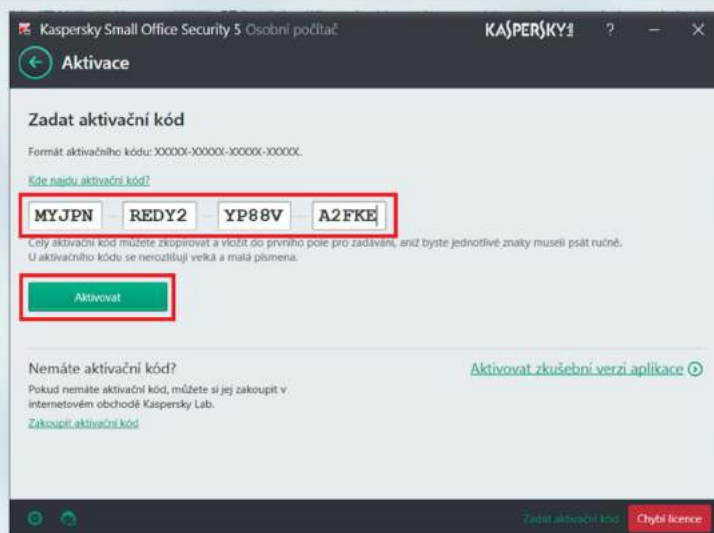 Kaspersky Small Office Security 5 Osobní počítač KASPERSKY LAB ?
Aktivace
Zadat aktivační kód
Formát aktivačního kódu: XXXXX-XXXXX-XXXXX-XXXXX.
Kde najdu aktivační kód?
MYJPN REDY2 YP88V A2FKE
Celý aktivační kód můžete zkopírovat a vložit do prvního pole pro zadávání, aniž byste jednotlivé znaky museli psát ručně.
U aktivačního kódu se nerozlišují velká a malá písmena.
Aktivovat
Nemáte aktivační kód?
Aktivovat zkušební verzi aplikace
Pokud nemáte aktivační kód, můžete si jej zakoupit v
internetovém obchodě Kaspersky Lab.
Zakoupit aktivační kód
Zadat aktivační kód Chybí licence